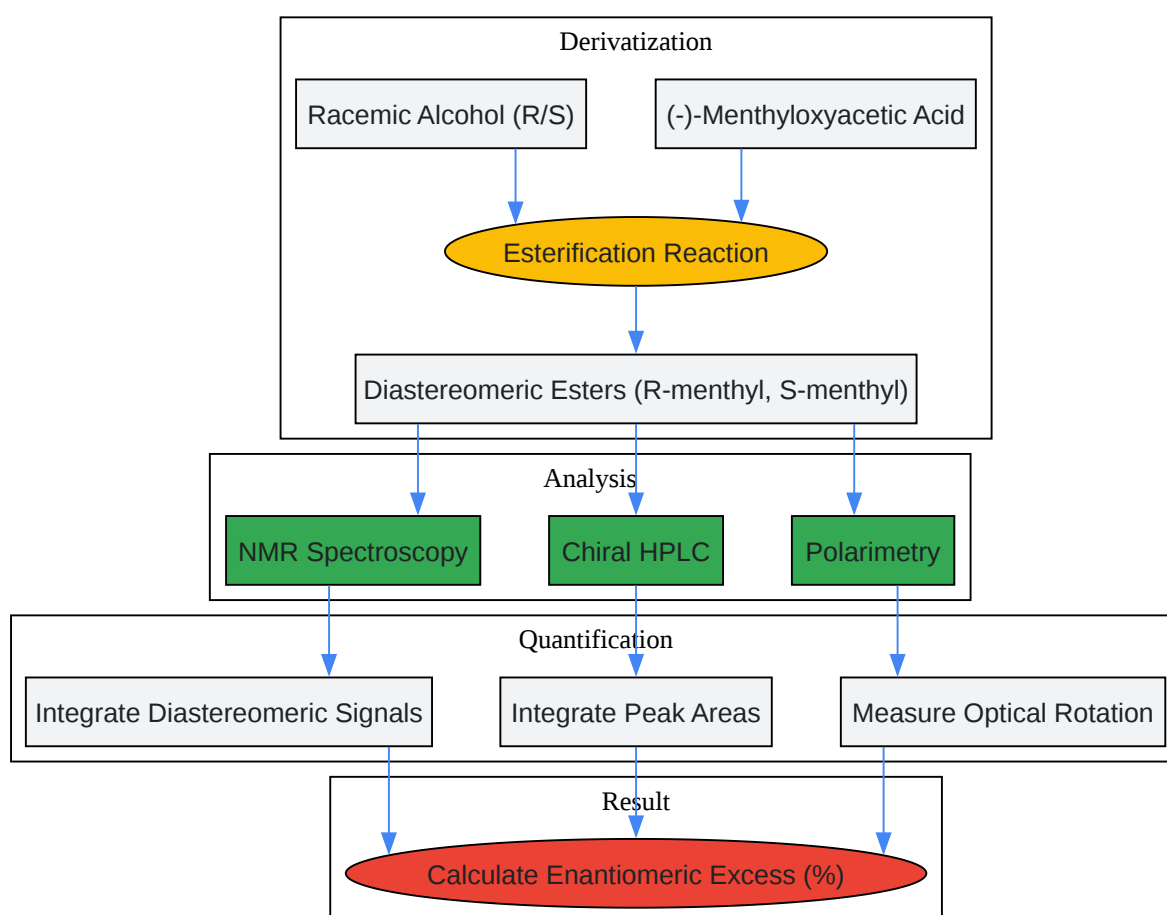 Derivatization
Racemic Alcohol (R/S)
(-)-Menthyloxyacetic Acid
Esterification Reaction
Diastereomeric Esters (R-menthyl, S-menthyl)
Analysis
NMR Spectroscopy
Chiral HPLC
Polarimetry
Quantification
Integrate Diastereomeric Signals
Integrate Peak Areas
Measure Optical Rotation
Result
Calculate Enantiomeric Excess (%)